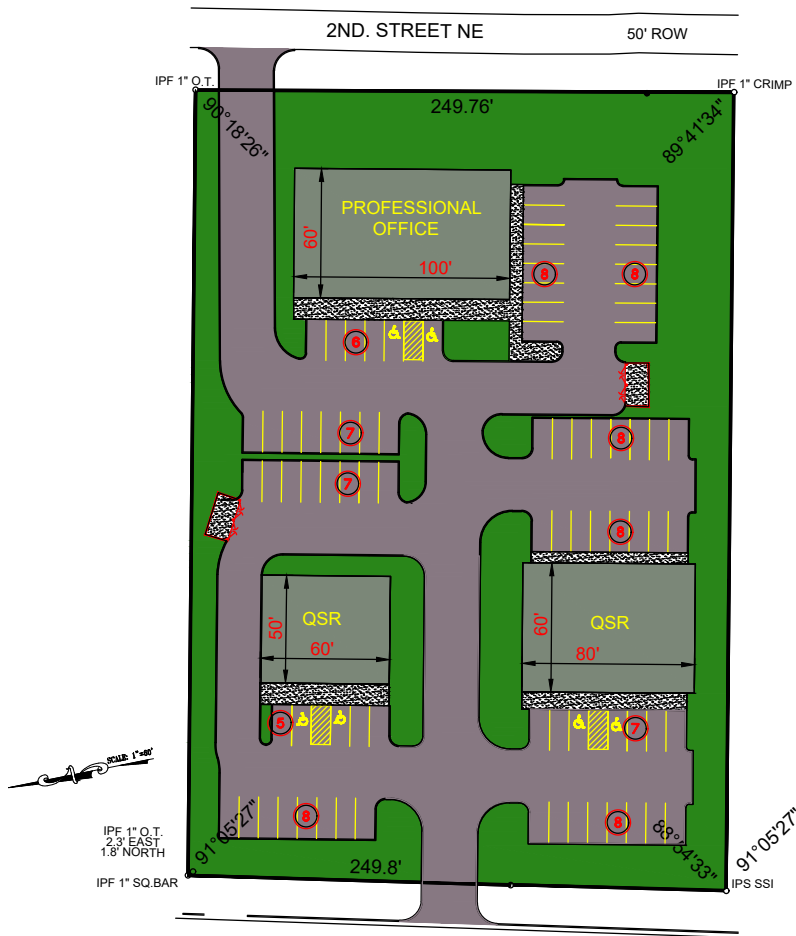 2ND. STREET NE
50' ROW
IPF 1" O.T.
IPF 1" CRIMP
249.76'
90°18'26"
89°41'34"
PROFESSIONAL
OFFICE
60'
100'
8
8
6
7
8
7
8
QSR
50'
60'
QSR
60'
80'
5
7
SCALE: 1"=60'
8
8
IPF 1" O.T.
2.3' EAST
1.8' NORTH
91°05'27"
88°54'33"
91°05'27"
249.8'
IPF 1" SQ.BAR
IPS SSI